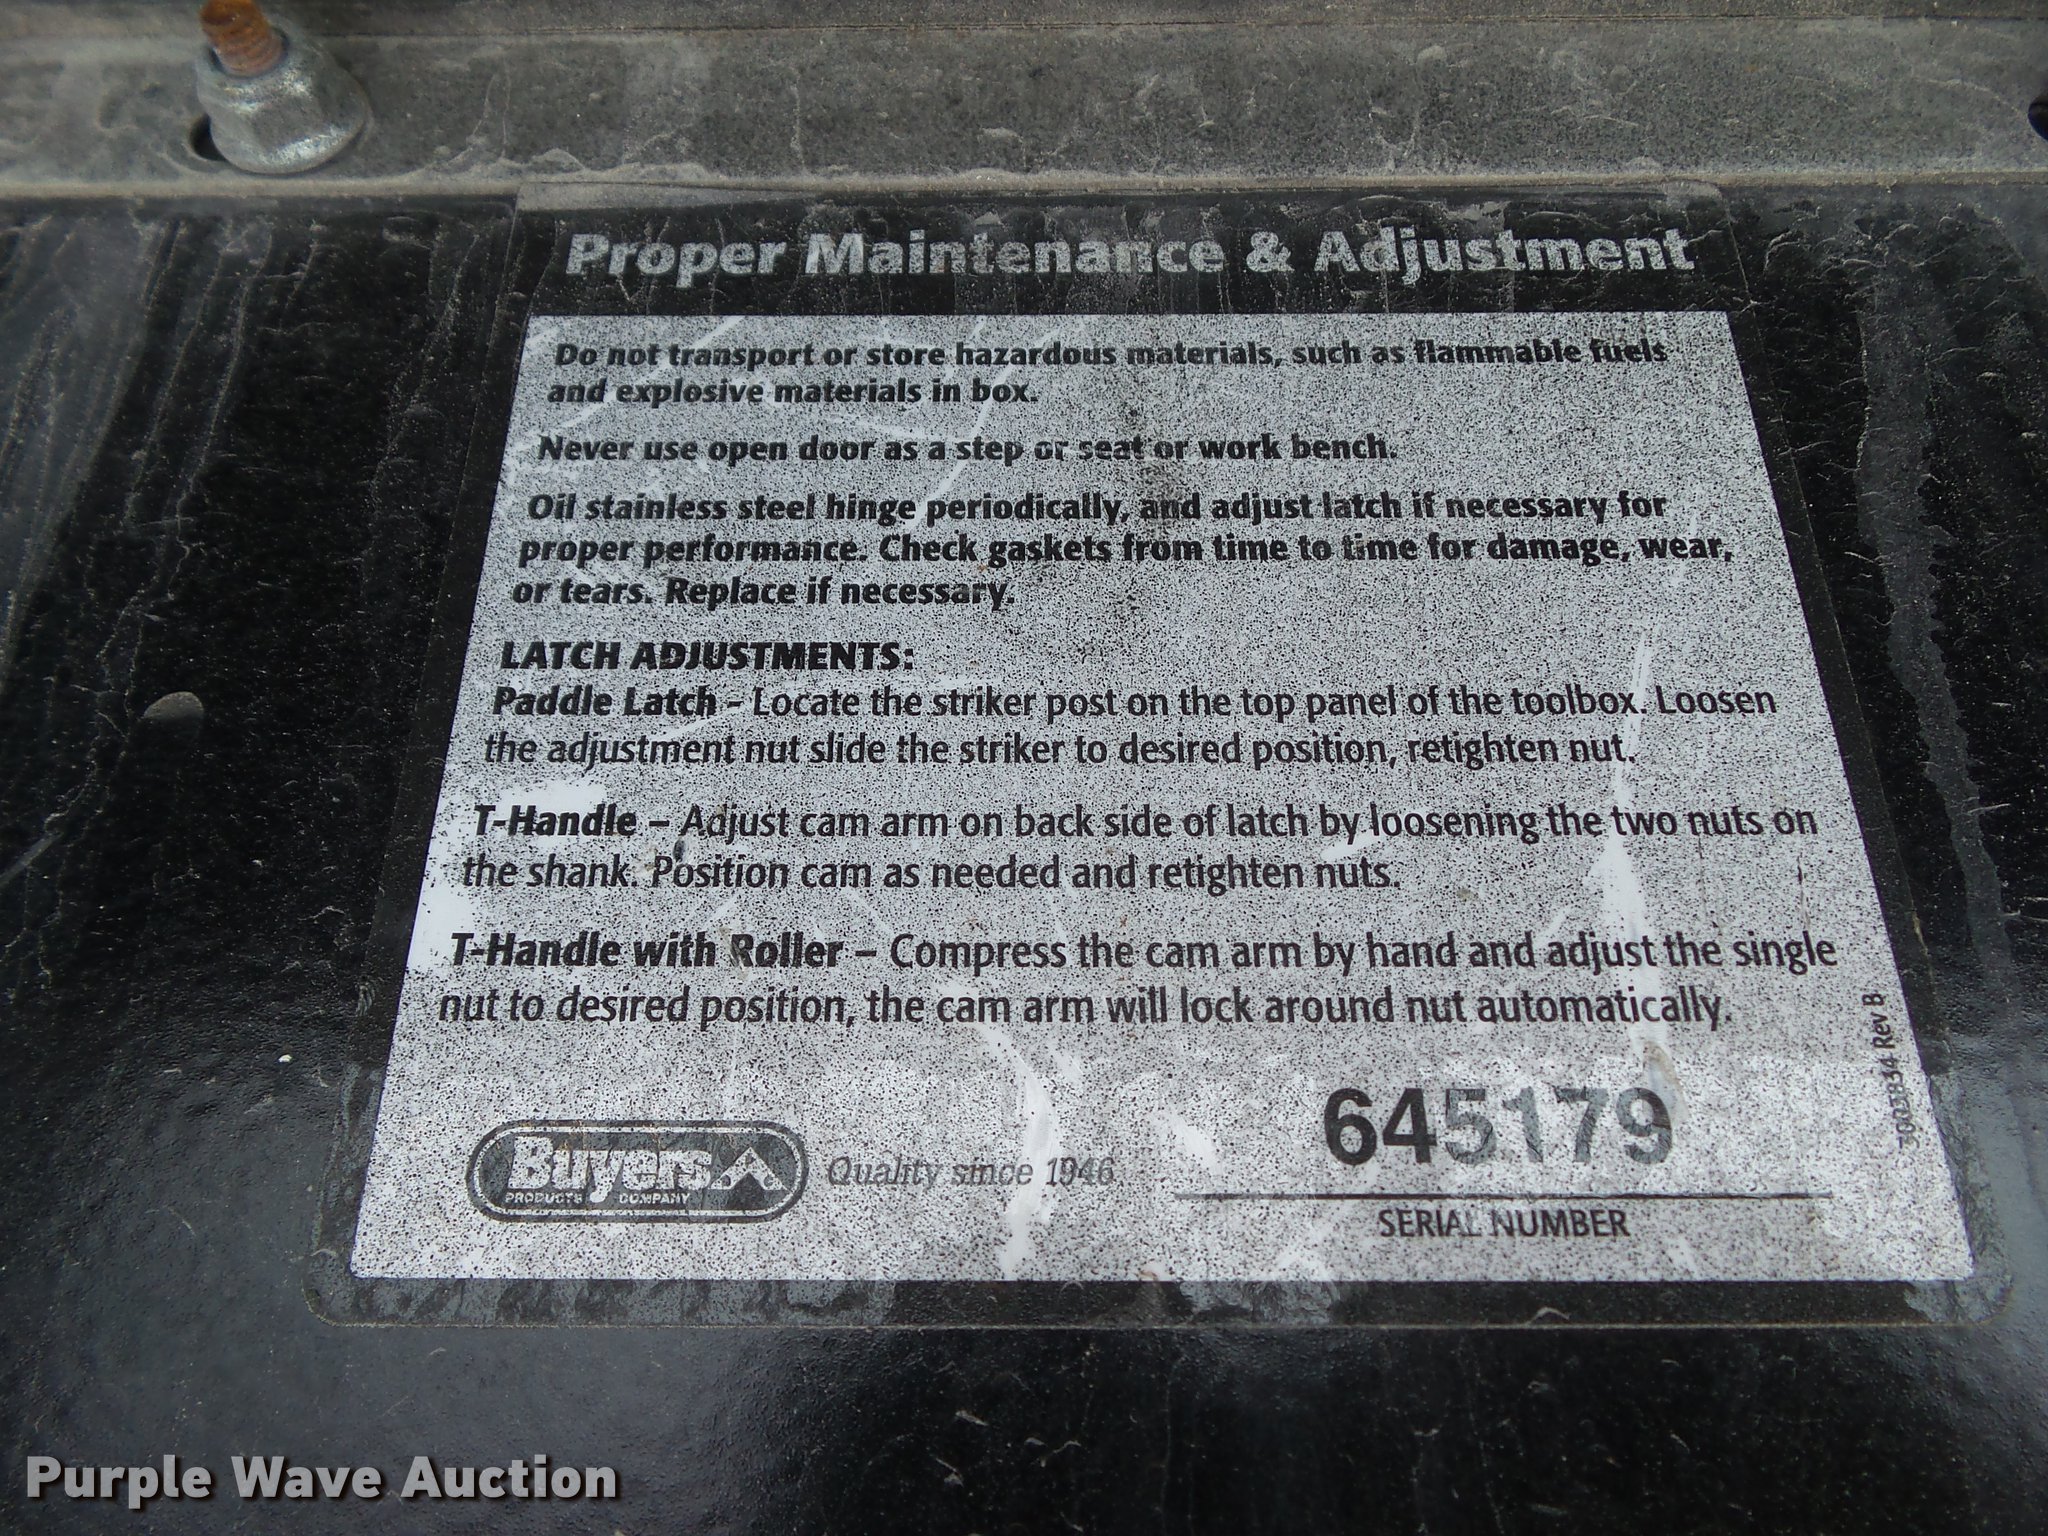 Proper Maintenance & Adjustment
Do not transport or store hazardous materials, such as flammable fuels
and explosive materials in box.
Never use open door as a step or seat or work bench.
Oil stainless steel hinge periodically, and adjust latch if necessary for
proper performance. Check gaskets from time to time for damage, wear,
or tears. Replace if necessary.
LATCH ADJUSTMENTS:
Paddle Latch - Locate the striker post on the top panel of the toolbox. Loosen
the adjustment nut slide the striker to desired position, retighten nut.
T-Handle – Adjust cam arm on back side of latch by loosening the two nuts on
the shank. Position cam as needed and retighten nuts.
T-Handle with Roller – Compress the cam arm by hand and adjust the single
nut to desired position, the cam arm will lock around nut automatically.
Buyers
PRODUCTS COMPANY
Quality since 1946
645179
SERIAL NUMBER
Rev B
Purple Wave Auction